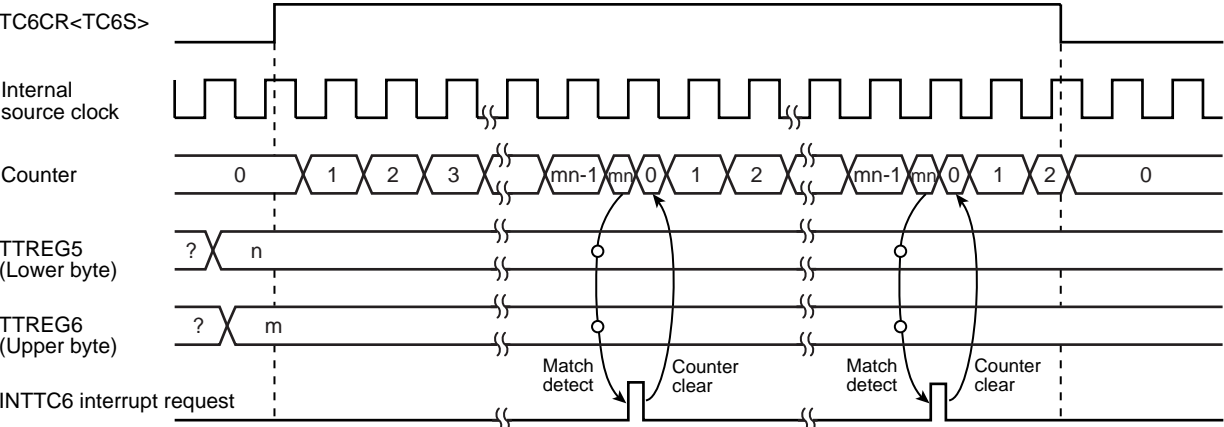 TC6CR<TC6S>
Internal
source clock
Counter
0 1 2 3 mn-1 mn 0 1 2 mn-1 mn 0 1 2 0
TTREG5
(Lower byte)
? n
TTREG6
(Upper byte)
? m
Match
detect
Counter
clear
Match
detect
Counter
clear
INTTC6 interrupt request